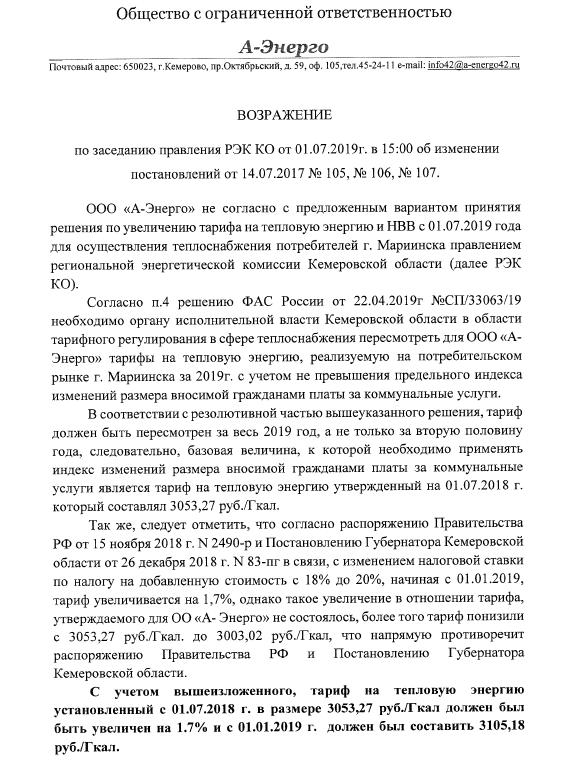 Общество с ограниченной ответственностью
А-Энерго
Почтовый адрес: 650023, г.Кемерово, пр.Октябрьский, д. 59, оф. 105,тел.45-24-11 e-mail: info42@a-energo42.ru
ВОЗРАЖЕНИЕ
по заседанию правления РЭК КО от 01.07.2019г. в 15:00 об изменении
постановлений от 14.07.2017 № 105, № 106, № 107.
ООО «А-Энерго» не согласно с предложенным вариантом принятия
решения по увеличению тарифа на тепловую энергию и НВВ с 01.07.2019 года
для осуществления теплоснабжения потребителей г. Мариинска правлением
региональной энергетической комиссии Кемеровской области (далее РЭК
КО).
Согласно п.4 решению ФАС России от 22.04.2019г №СП/33063/19
необходимо органу исполнительной власти Кемеровской области в области
тарифного регулирования в сфере теплоснабжения пересмотреть для ООО «А-
Энерго» тарифы на тепловую энергию, реализуемую на потребительском
рынке г. Мариинска за 2019г. с учетом не превышения предельного индекса
изменений размера вносимой гражданами платы за коммунальные услуги.
В соответствии с резолютивной частью вышеуказанного решения, тариф
должен быть пересмотрен за весь 2019 год, а не только за вторую половину
года, следовательно, базовая величина, к которой необходимо применять
индекс изменений размера вносимой гражданами платы за коммунальные
услуги является тариф на тепловую энергию утвержденный на 01.07.2018 г.
который составлял 3053,27 руб./Гкал.
Так же, следует отметить, что согласно распоряжению Правительства
РФ от 15 ноября 2018 г. N 2490-р и Постановлению Губернатора Кемеровской
области от 26 декабря 2018 г. N 83-пг в связи, с изменением налоговой ставки
по налогу на добавленную стоимость с 18% до 20%, начиная с 01.01.2019,
тариф увеличивается на 1,7%, однако такое увеличение в отношении тарифа,
утверждаемого для ОО «А- Энерго» не состоялось, более того тариф понизили
с 3053,27 руб./Гкал. до 3003,02 руб./Гкал, что напрямую противоречит
распоряжению Правительства РФ и Постановлению Губернатора
Кемеровской области.
С учетом вышеизложенного, тариф на тепловую энергию
установленный с 01.07.2018 г. в размере 3053,27 руб./Гкал должен был
быть увеличен на 1.7% и с 01.01.2019 г. должен был составить 3105,18
руб./Гкал.